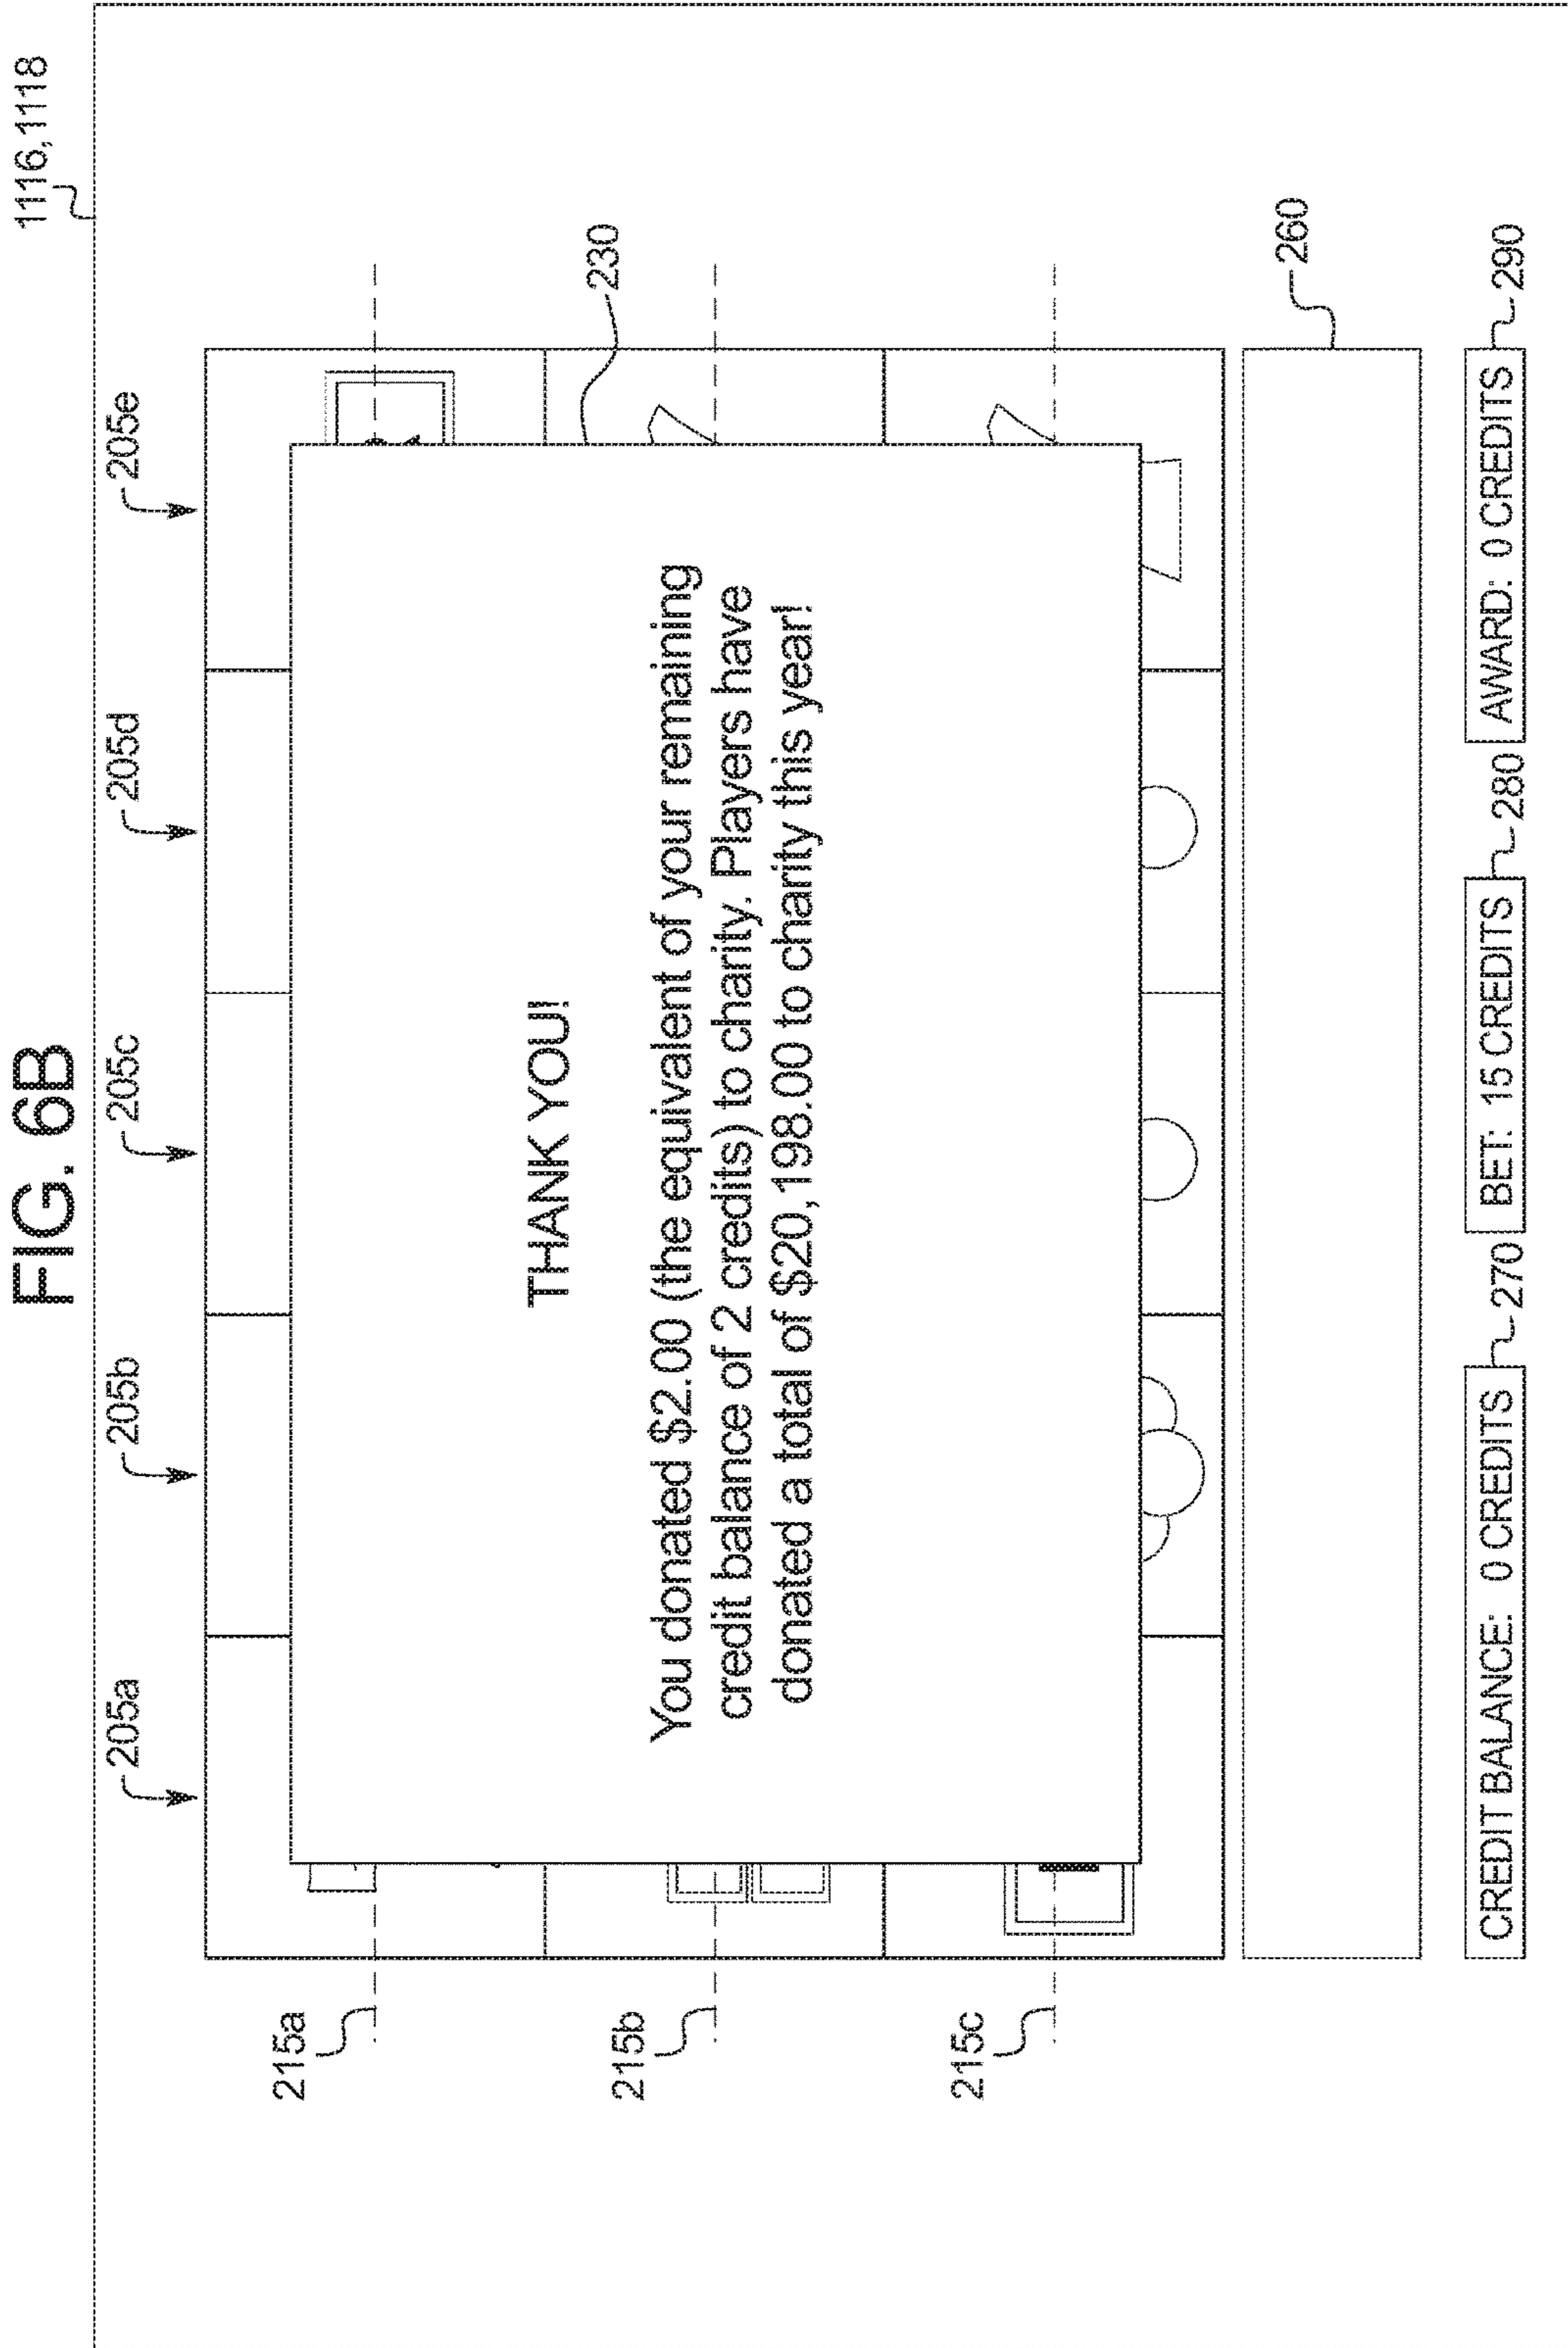 FIG. 6B
1116,1118
205a
205b
205c
205d
205e
215a
215b
215c
230
THANK YOU!
You donated $2.00 (the equivalent of your remaining
credit balance of 2 credits) to charity. Players have
donated a total of $20,198.00 to charity this year!
260
CREDIT BALANCE: 0 CREDITS
270
BET: 15 CREDITS
280
AWARD: 0 CREDITS
290